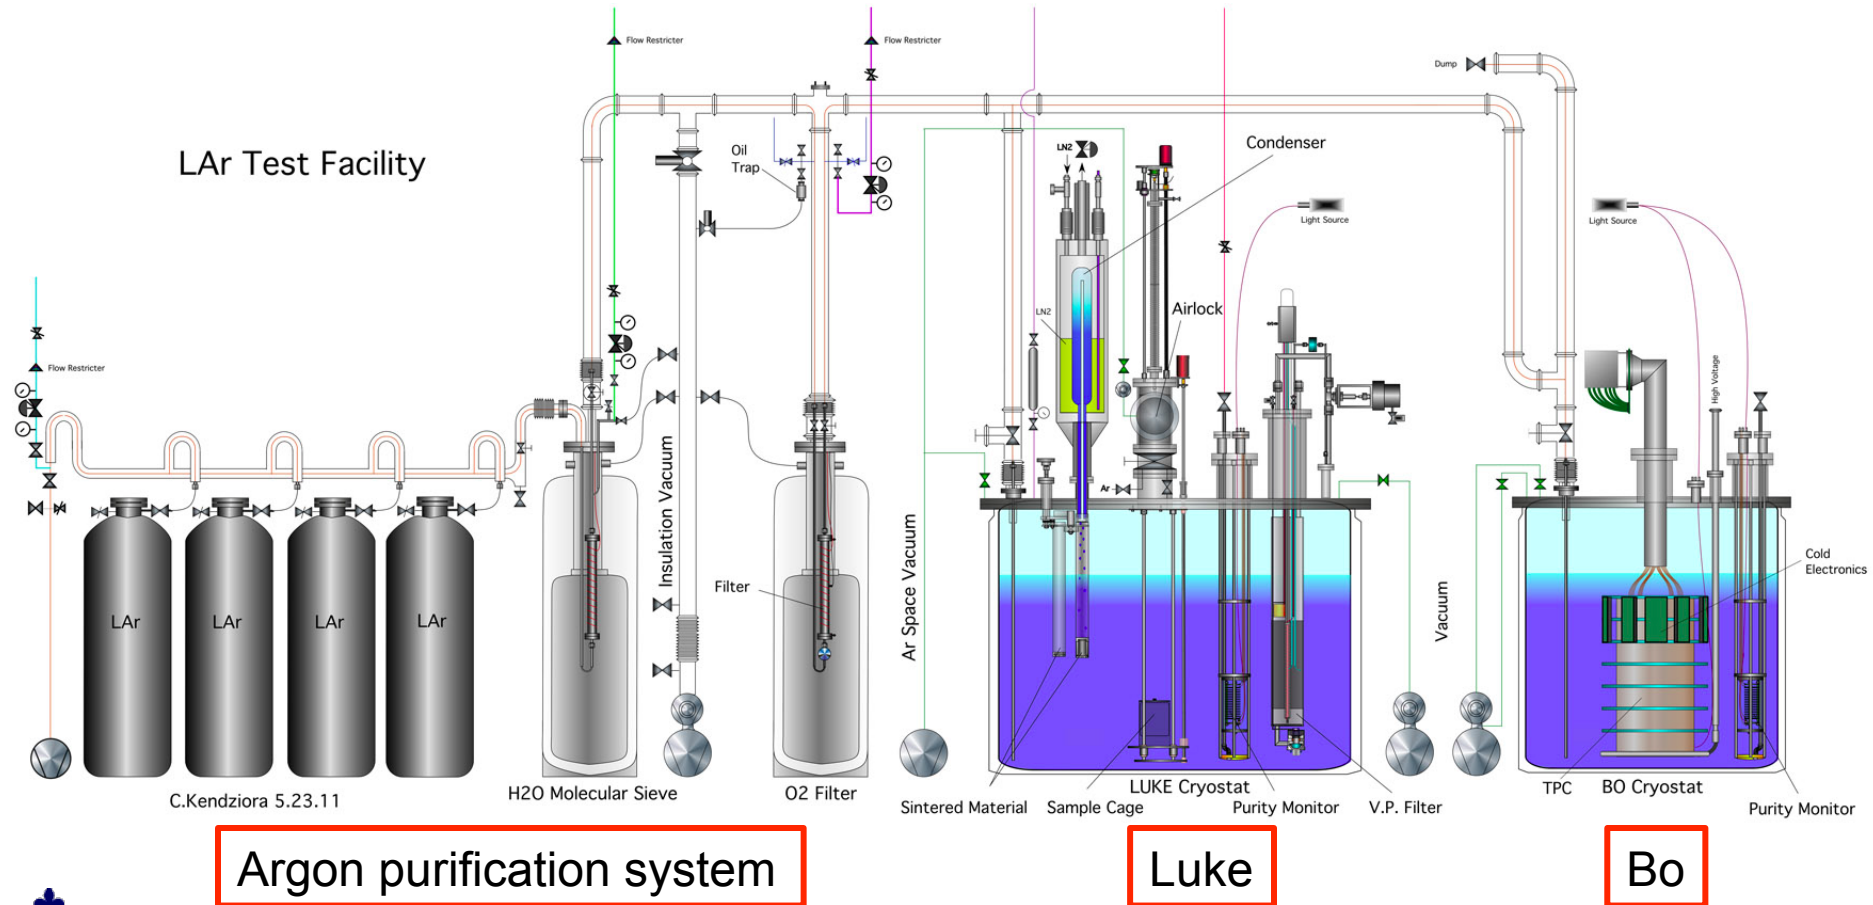 Flow Restricter
Flow Restricter
Dump
LAr Test Facility
Oil
Trap
LN2
Condenser
Light Source
Light Source
Airlock
LN2
Flow Restricter
High Voltage
Ar
Insulation Vacuum
Ar Space Vacuum
Vacuum
Cold
Electronics
Filter
LAr
LAr
LAr
LAr
C.Kendziora 5.23.11
H2O Molecular Sieve
O2 Filter
LUKE Cryostat
Sintered Material
Sample Cage
Purity Monitor
V.P. Filter
TPC
BO Cryostat
Purity Monitor
Argon purification system
Luke
Bo